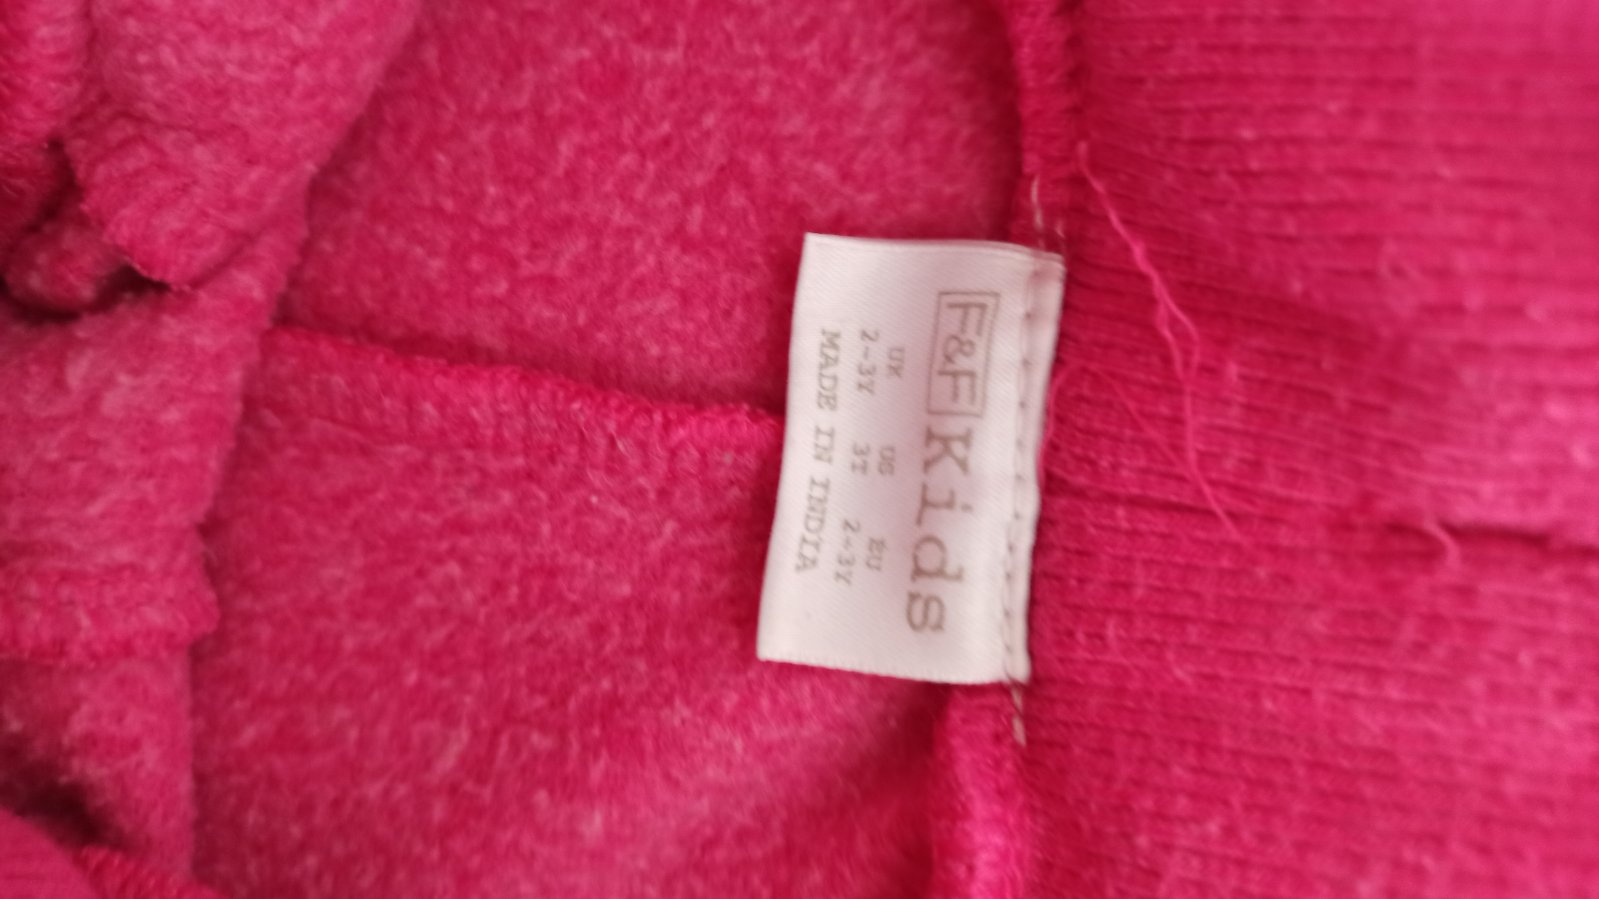 F&F Kids
UK US EU
2-3Y 3T 2-3Y
MADE IN INDIA